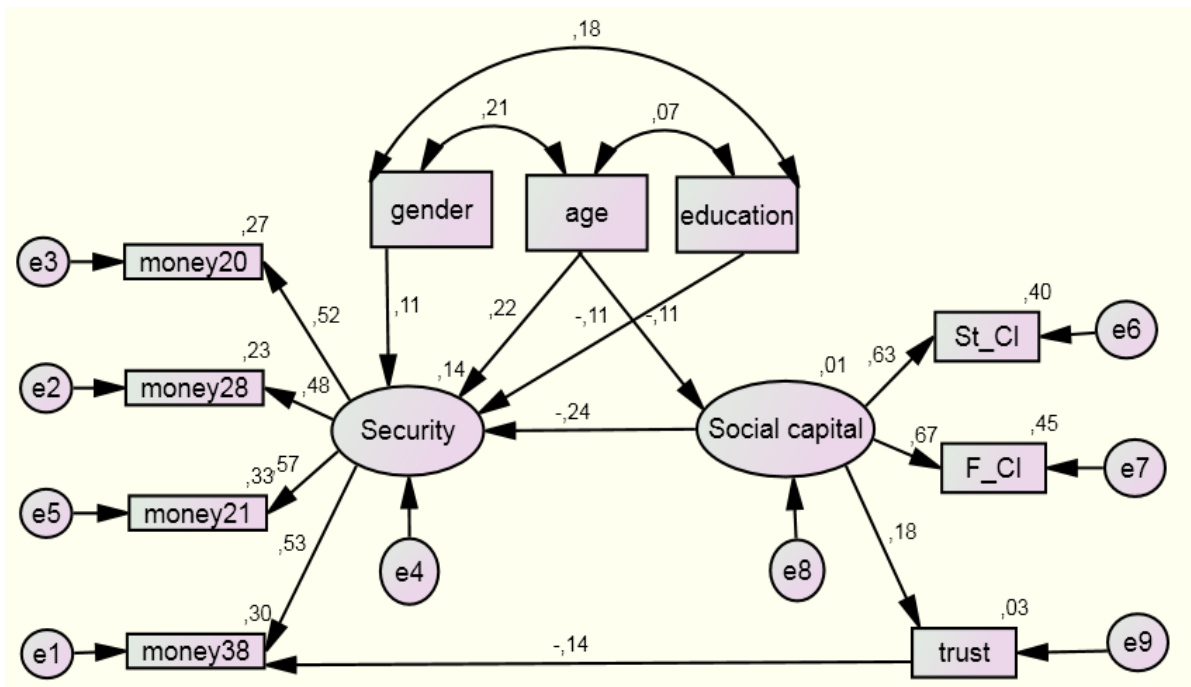 ,18
,21
,07
gender
age
education
,27
e3
money20
,52
,11
,22
-,11
-,11
,40
St_CI
e6
,63
,23
e2
money28
,48
,14
Security
-,24
,01
Social capital
,67
,45
F_CI
e7
,33
,57
e5
money21
,53
e4
e8
,18
,30
e1
money38
-,14
,03
trust
e9